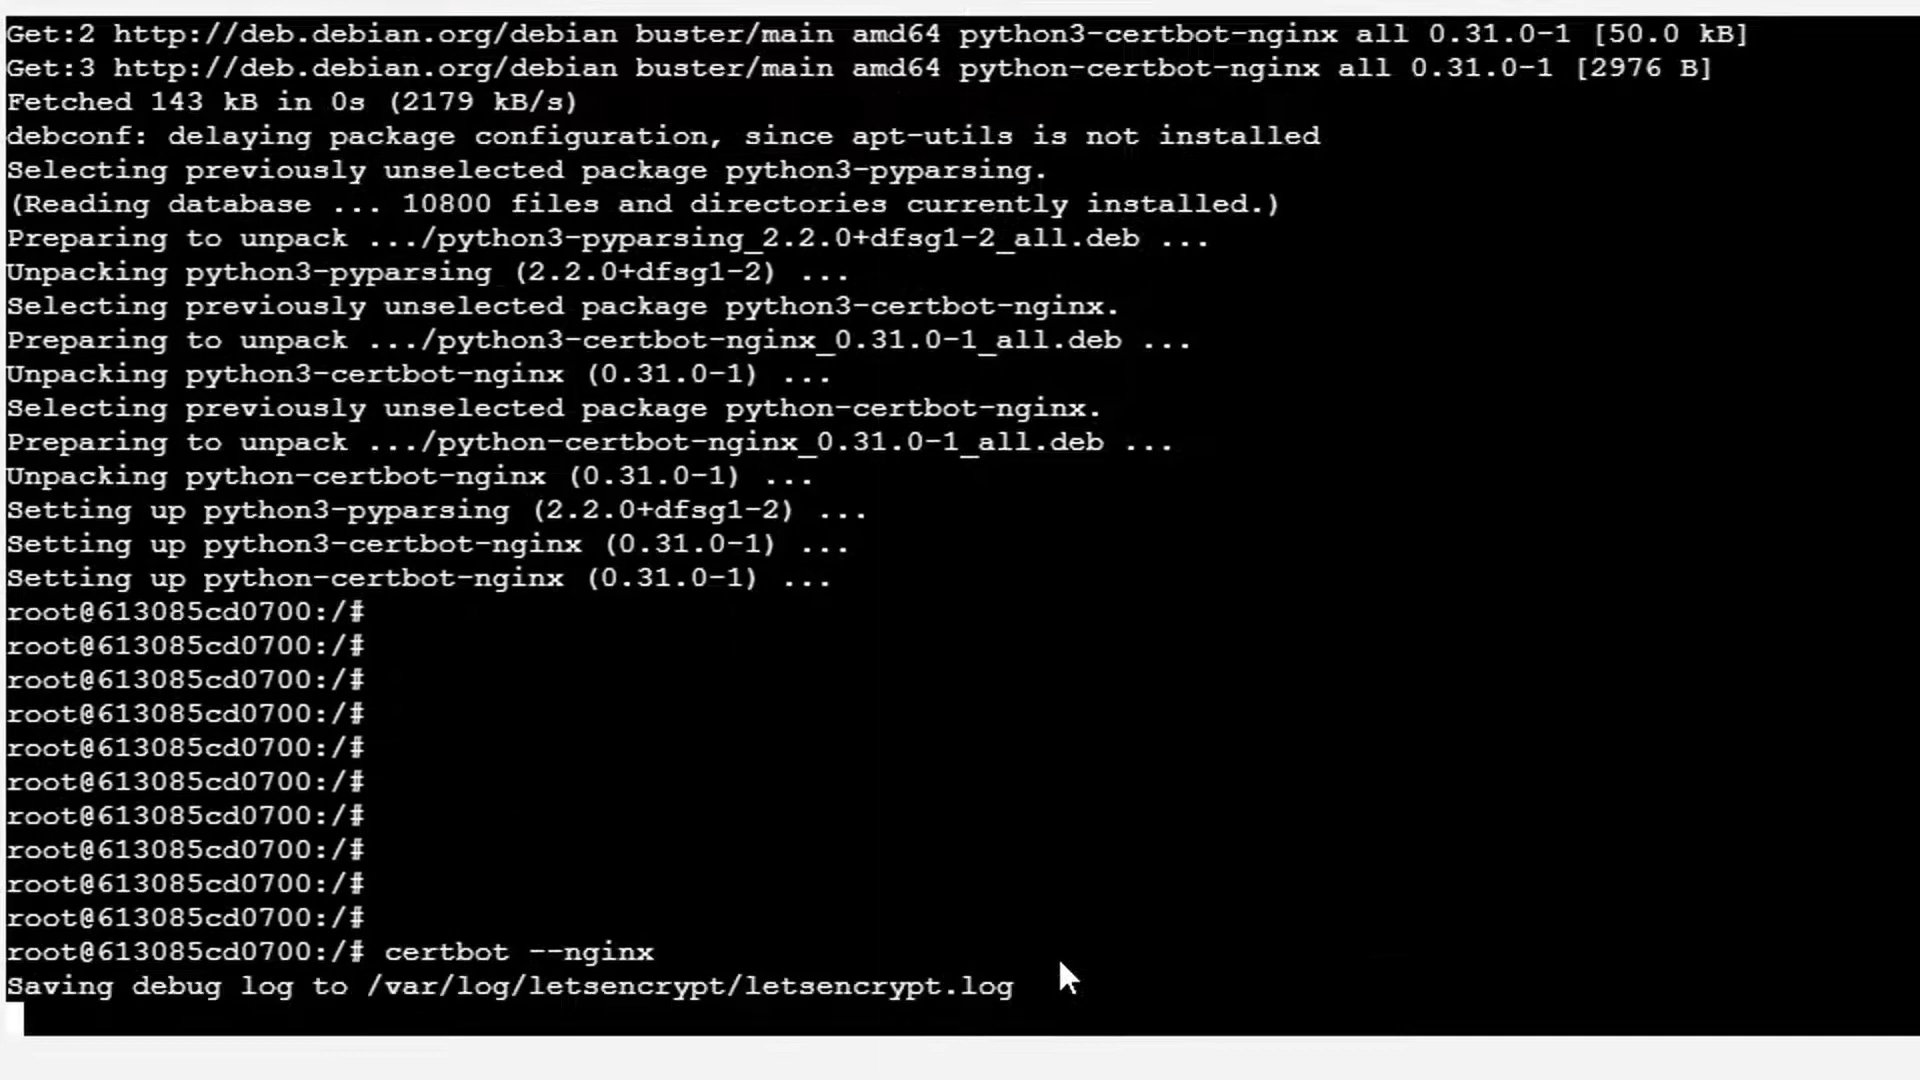 Get:2 http://deb.debian.org/debian buster/main amd64 python3-certbot-nginx all 0.31.0-1 [50.0 kB]
Get:3 http://deb.debian.org/debian buster/main amd64 python-certbot-nginx all 0.31.0-1 [2976 B]
Fetched 143 kB in 0s (2179 kB/s)
debconf: delaying package configuration, since apt-utils is not installed
Selecting previously unselected package python3-pyparsing.
(Reading database ... 10800 files and directories currently installed.)
Preparing to unpack .../python3-pyparsing_2.2.0+dfsg1-2_all.deb ...
Unpacking python3-pyparsing (2.2.0+dfsg1-2) ...
Selecting previously unselected package python3-certbot-nginx.
Preparing to unpack .../python3-certbot-nginx_0.31.0-1_all.deb ...
Unpacking python3-certbot-nginx (0.31.0-1) ...
Selecting previously unselected package python-certbot-nginx.
Preparing to unpack .../python-certbot-nginx_0.31.0-1_all.deb ...
Unpacking python-certbot-nginx (0.31.0-1) ...
Setting up python3-pyparsing (2.2.0+dfsg1-2) ...
Setting up python3-certbot-nginx (0.31.0-1) ...
Setting up python-certbot-nginx (0.31.0-1) ...
root@613085cd0700:/#
root@613085cd0700:/#
root@613085cd0700:/#
root@613085cd0700:/#
root@613085cd0700:/#
root@613085cd0700:/#
root@613085cd0700:/#
root@613085cd0700:/#
root@613085cd0700:/#
root@613085cd0700:/#
root@613085cd0700:/# certbot --nginx
Saving debug log to /var/log/letsencrypt/letsencrypt.log